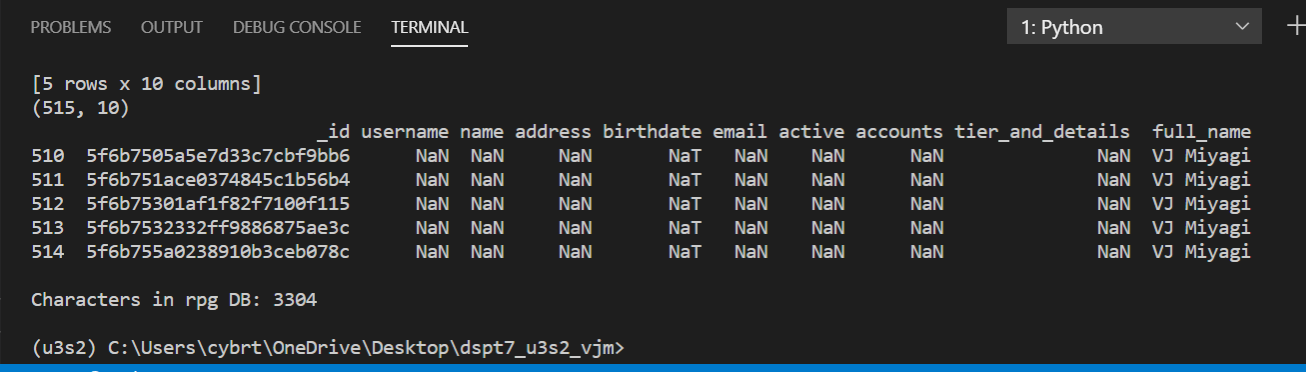 PROBLEMS OUTPUT DEBUG CONSOLE TERMINAL 1: Python
[5 rows x 10 columns]
(515, 10)
_id username name address birthdate email active accounts tier_and_details full_name
510 5f6b7505a5e7d33c7cbf9bb6 NaN NaN NaN NaT NaN NaN NaN NaN VJ Miyagi
511 5f6b751ace0374845c1b56b4 NaN NaN NaN NaT NaN NaN NaN NaN VJ Miyagi
512 5f6b75301af1f82f7100f115 NaN NaN NaN NaT NaN NaN NaN NaN VJ Miyagi
513 5f6b7532332ff9886875ae3c NaN NaN NaN NaT NaN NaN NaN NaN VJ Miyagi
514 5f6b755a0238910b3ceb078c NaN NaN NaN NaT NaN NaN NaN NaN VJ Miyagi
Characters in rpg DB: 3304
(u3s2) C:\Users\cybrt\OneDrive\Desktop\dspt7_u3s2_vjm>